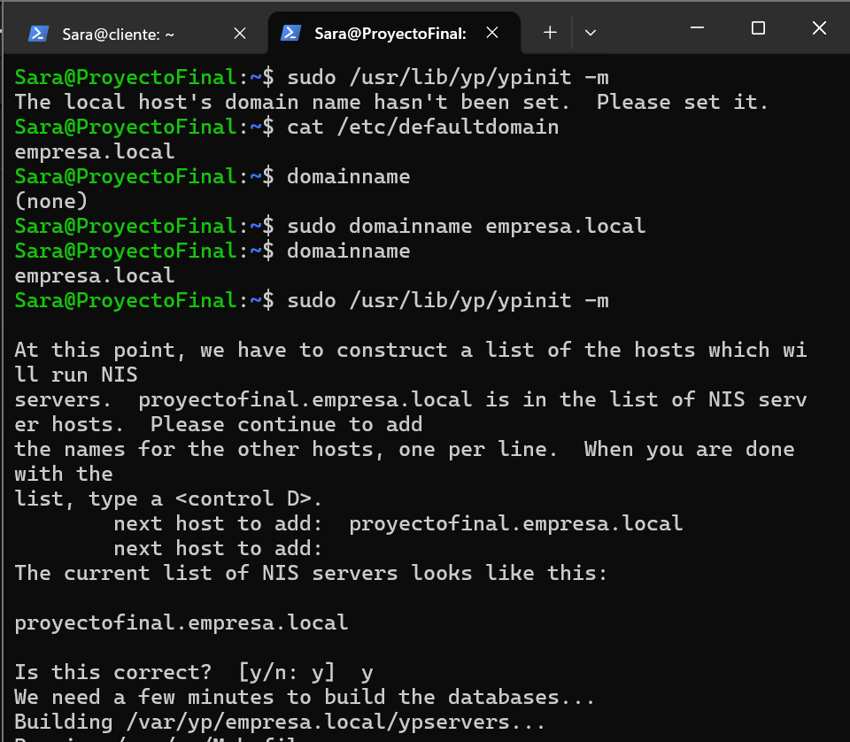 Sara@cliente: ~
Sara@ProyectoFinal:
Sara@ProyectoFinal:~$ sudo /usr/lib/yp/ypinit -m
The local host's domain name hasn't been set.  Please set it.
Sara@ProyectoFinal:~$ cat /etc/defaultdomain
empresa.local
Sara@ProyectoFinal:~$ domainname
(none)
Sara@ProyectoFinal:~$ sudo domainname empresa.local
Sara@ProyectoFinal:~$ domainname
empresa.local
Sara@ProyectoFinal:~$ sudo /usr/lib/yp/ypinit -m
At this point, we have to construct a list of the hosts which wi
ll run NIS
servers.  proyectofinal.empresa.local is in the list of NIS serv
er hosts.  Please continue to add
the names for the other hosts, one per line.  When you are done
with the
list, type a <control D>.
next host to add:  proyectofinal.empresa.local
next host to add:
The current list of NIS servers looks like this:
proyectofinal.empresa.local
Is this correct?  [y/n: y]  y
We need a few minutes to build the databases...
Building /var/yp/empresa.local/ypservers...